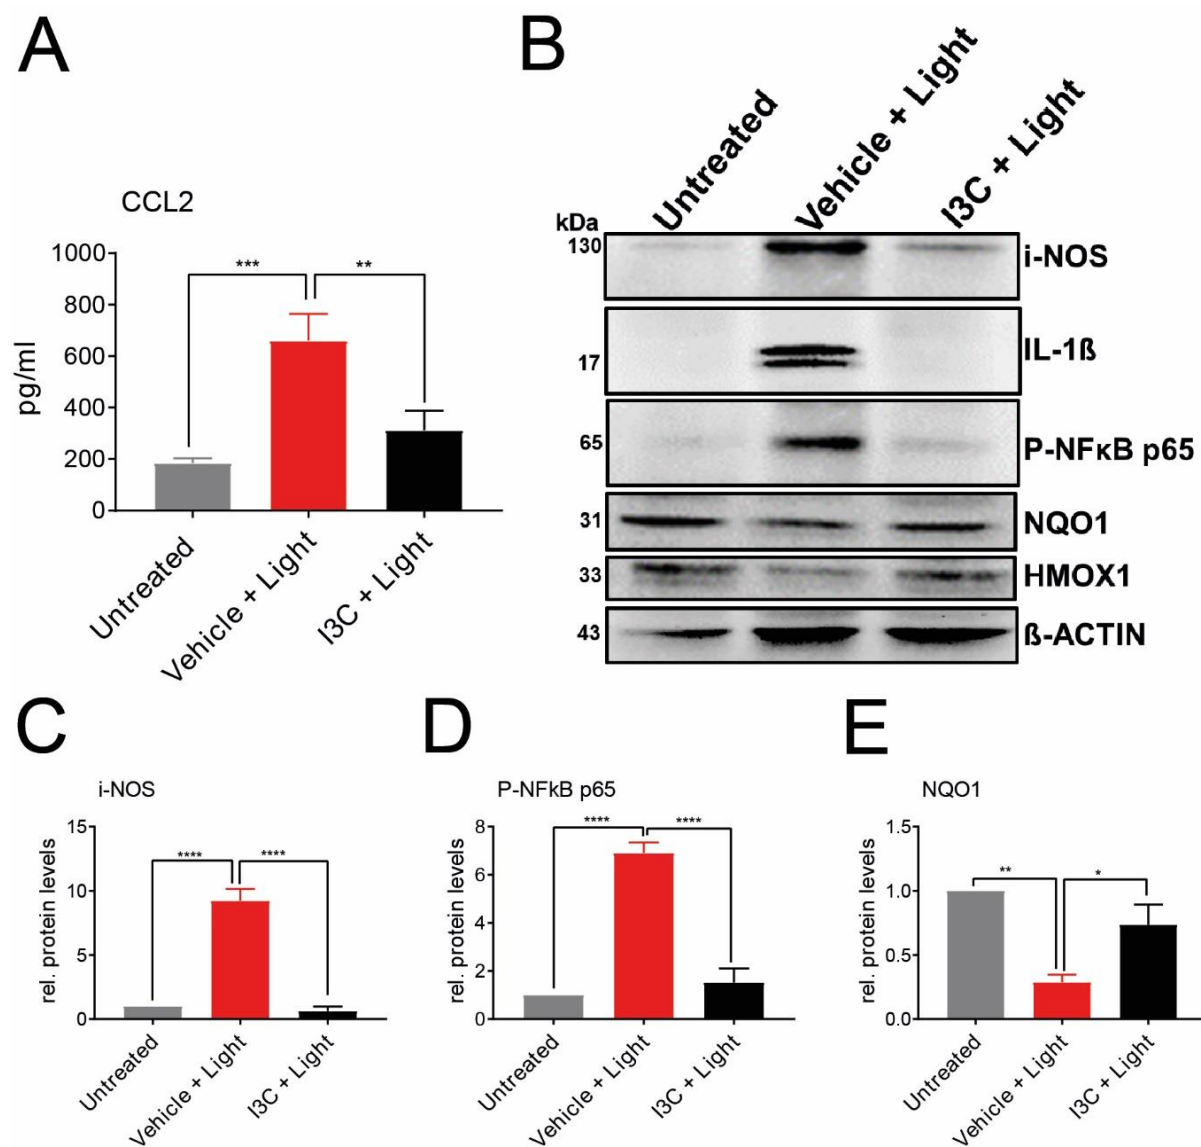 A
CCL2
1000
800
600
400
200
0
pg/ml
***
**
Untreated
Vehicle + Light
I3C + Light
B
Untreated
Vehicle + Light
I3C + Light
kDa
130
i-NOS
17
IL-1ß
65
P-NFκB p65
31
NQO1
33
HMOX1
43
ß-ACTIN
C
i-NOS
15
10
5
0
rel. protein levels
****
****
Untreated
Vehicle + Light
I3C + Light
D
P-NFkB p65
8
6
4
2
0
rel. protein levels
****
****
Untreated
Vehicle + Light
I3C + Light
E
NQO1
1.5
1.0
0.5
0.0
rel. protein levels
**
*
Untreated
Vehicle + Light
I3C + Light